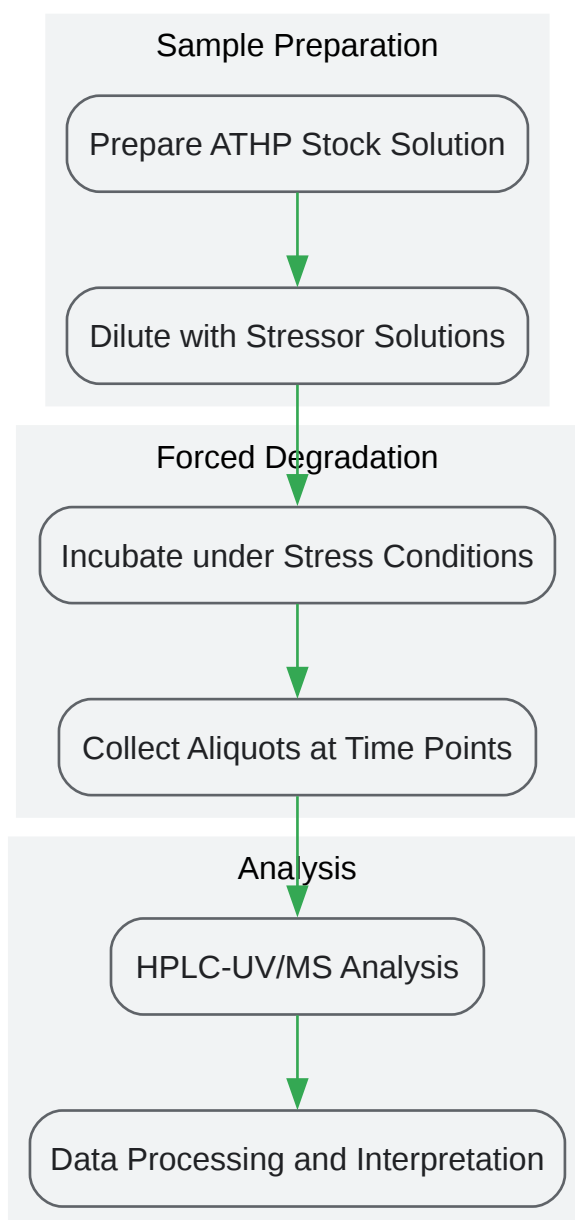 Sample Preparation
Prepare ATHP Stock Solution
Dilute with Stressor Solutions
Forced Degradation
Incubate under Stress Conditions
Collect Aliquots at Time Points
Analysis
HPLC-UV/MS Analysis
Data Processing and Interpretation